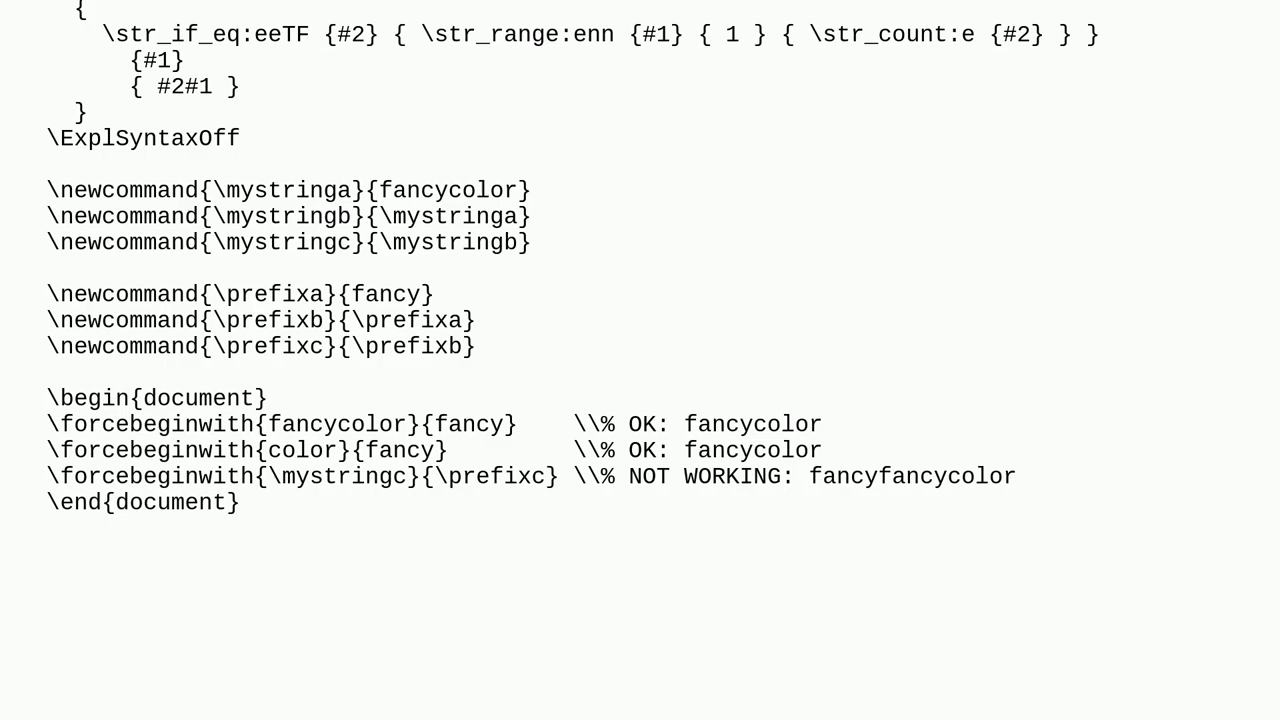 {
\str_if_eq:eeTF {#2} { \str_range:enn {#1} { 1 } { \str_count:e {#2} } }
{#1}
{ #2#1 }
}
\ExplSyntaxOff
\newcommand{\mystringa}{fancycolor}
\newcommand{\mystringb}{\mystringa}
\newcommand{\mystringc}{\mystringb}
\newcommand{\prefixa}{fancy}
\newcommand{\prefixb}{\prefixa}
\newcommand{\prefixc}{\prefixb}
\begin{document}
\forcebeginwith{fancycolor}{fancy}    \\% OK: fancycolor
\forcebeginwith{color}{fancy}         \\% OK: fancycolor
\forcebeginwith{\mystringc}{\prefixc} \\% NOT WORKING: fancyfancycolor
\end{document}